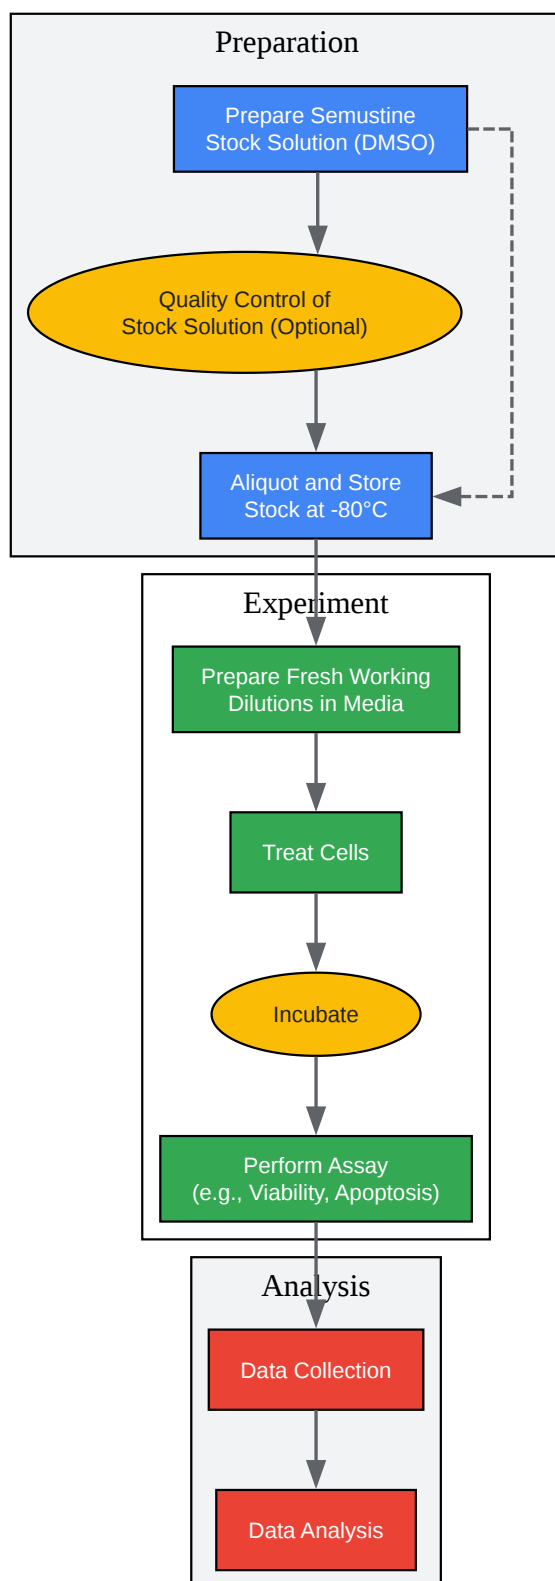 Preparation
Prepare Semustine
Stock Solution (DMSO)
Quality Control of
Stock Solution (Optional)
Aliquot and Store
Stock at -80°C
Experiment
Prepare Fresh Working
Dilutions in Media
Treat Cells
Incubate
Perform Assay
(e.g., Viability, Apoptosis)
Analysis
Data Collection
Data Analysis